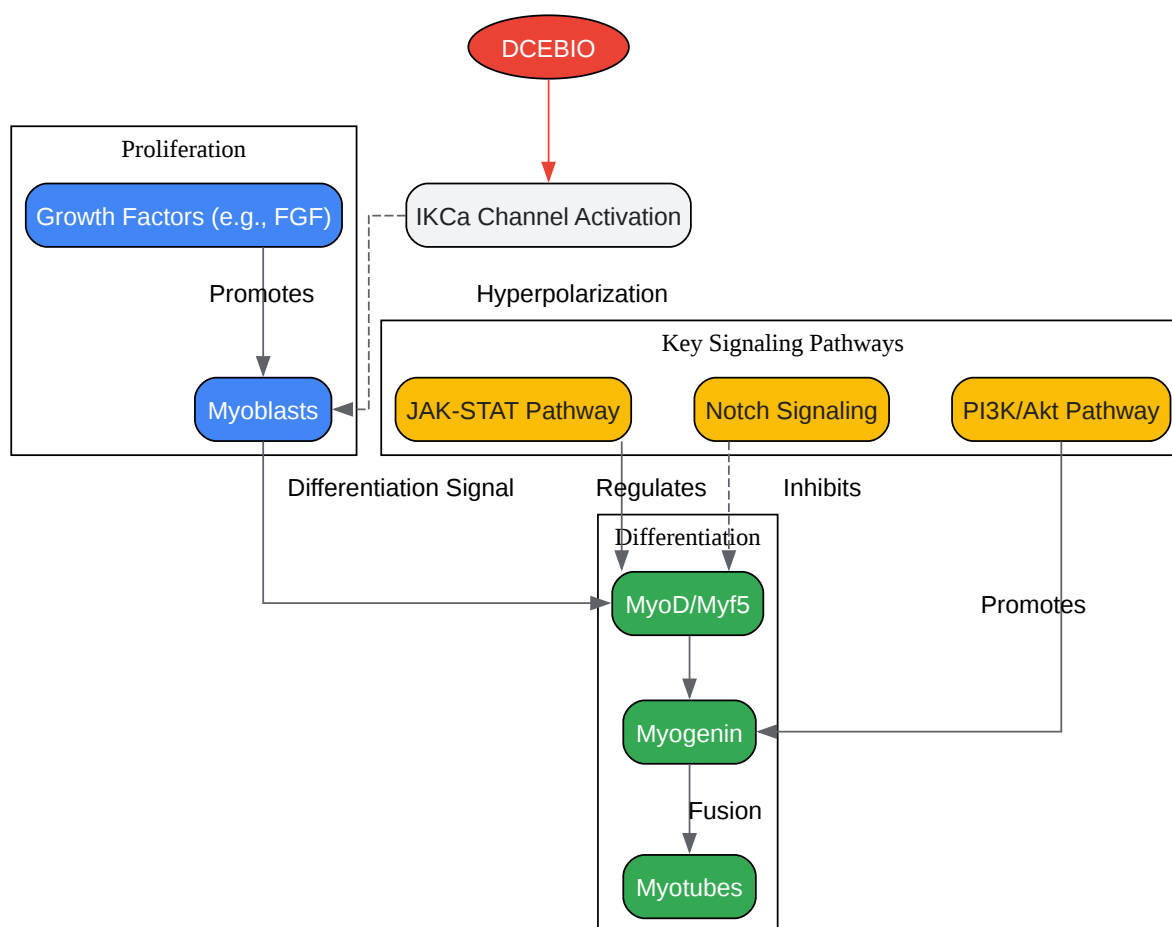 DCEBIO
Proliferation
Growth Factors (e.g., FGF)
IKCa Channel Activation
Promotes
Hyperpolarization
Key Signaling Pathways
Myoblasts
JAK-STAT Pathway
Notch Signaling
PI3K/Akt Pathway
Differentiation Signal
Regulates
Inhibits
Differentiation
MyoD/Myf5
Promotes
Myogenin
Fusion
Myotubes